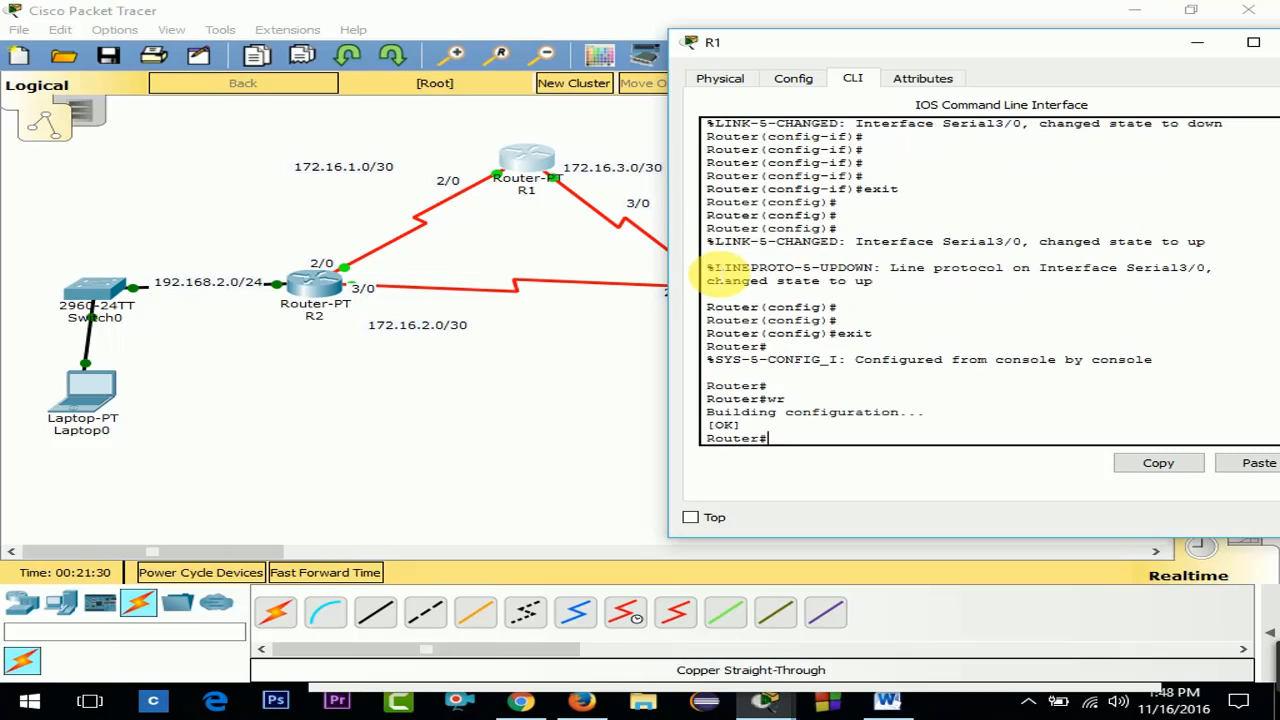 Cisco Packet Tracer
File Edit Options View Tools Extensions Help
Logical
Back
[Root]
New Cluster
Move O
172.16.1.0/30
2/0
172.16.3.0/30
Router-PT
R1
3/0
2/0
192.168.2.0/24
3/0
Router-PT
R2
2960-24TT
Switch0
172.16.2.0/30
Laptop-PT
Laptop0
R1
Physical Config CLI Attributes
IOS Command Line Interface
%LINK-5-CHANGED: Interface Serial3/0, changed state to down
Router(config-if)#
Router(config-if)#
Router(config-if)#
Router(config-if)#
Router(config-if)#exit
Router(config)#
Router(config)#
Router(config)#
%LINK-5-CHANGED: Interface Serial3/0, changed state to up
%LINEPROTO-5-UPDOWN: Line protocol on Interface Serial3/0,
changed state to up
Router(config)#
Router(config)#
Router(config)#exit
Router#
%SYS-5-CONFIG_I: Configured from console by console
Router#
Router#wr
Building configuration...
[OK]
Router#
Copy
Paste
Top
Time: 00:21:30
Power Cycle Devices
Fast Forward Time
Realtime
Copper Straight-Through
1:48 PM
11/16/2016